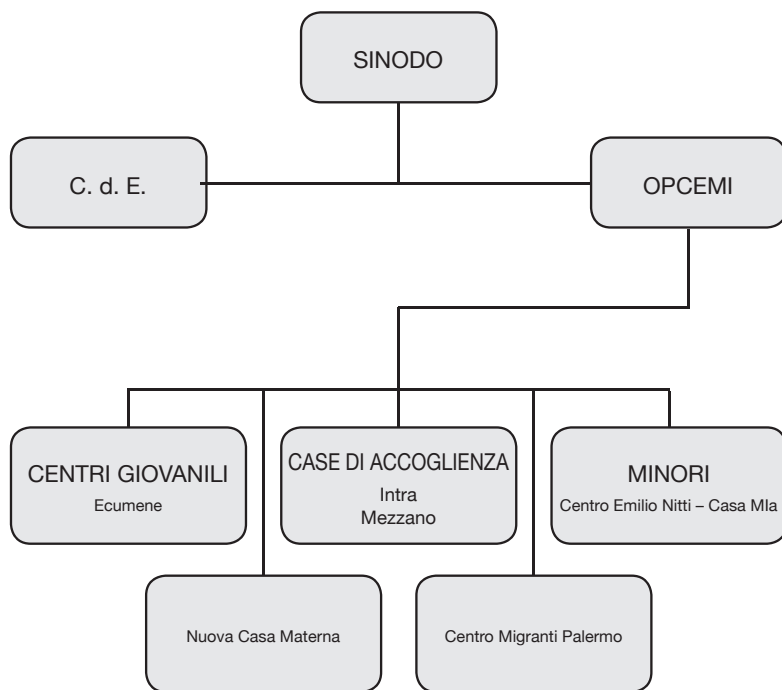 SINODO
C. d. E.
OPCEMI
CENTRI GIOVANILI
Ecumene
CASE DI ACCOGLIENZA
Intra
Mezzano
MINORI
Centro Emilio Nitti – Casa MIa
Nuova Casa Materna
Centro Migranti Palermo